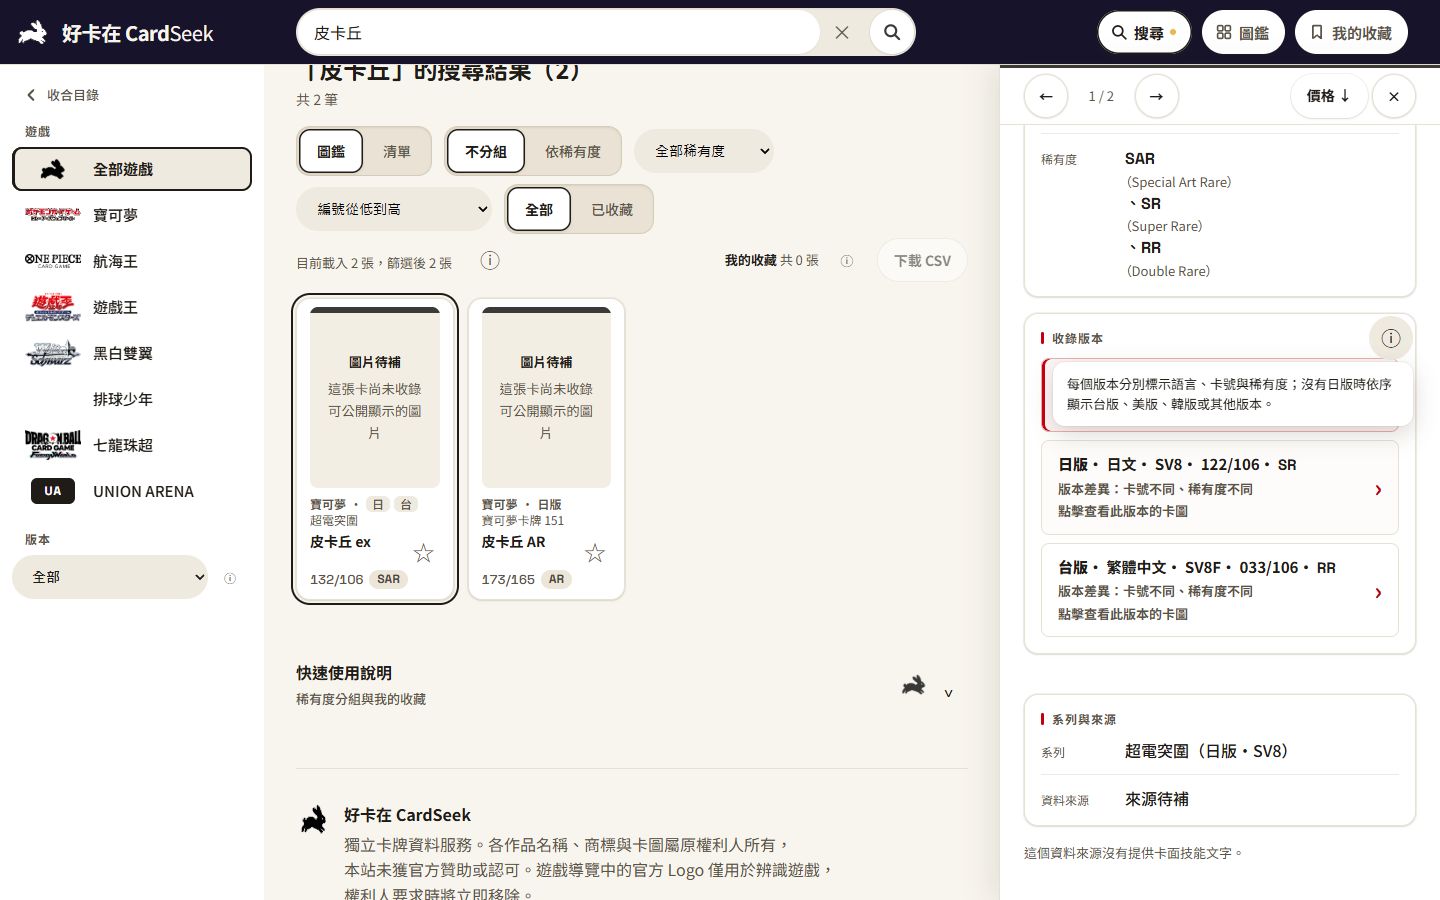 好卡在 CardSeek
皮卡丘
搜尋
圖鑑
我的收藏
收合目錄
遊戲
全部遊戲
寶可夢
ONE PIECE
CARD GAME
航海王
遊戲王
黑白雙翼
排球少年
DRAGON BALL
CARD GAME
七龍珠超
UA
UNION ARENA
版本
全部
「皮卡丘」的搜尋結果（2）
共 2 筆
圖鑑
清單
不分組
依稀有度
全部稀有度
編號從低到高
全部
已收藏
目前載入 2 張，篩選後 2 張
我的收藏 共 0 張
下載 CSV
圖片待補
這張卡尚未收錄
可公開顯示的圖
片
寶可夢 · 日 台
超電突圍
皮卡丘 ex
132/106 SAR
圖片待補
這張卡尚未收錄
可公開顯示的圖
片
寶可夢 · 日版
寶可夢卡牌 151
皮卡丘 AR
173/165 AR
快速使用說明
稀有度分組與我的收藏
好卡在 CardSeek
獨立卡牌資料服務。各作品名稱、商標與卡圖屬原權利人所有，
本站未獲官方贊助或認可。遊戲導覽中的官方 Logo 僅用於辨識遊戲，
權利人要求時將立即移除。
← 1 / 2 → 價格 ↓ ×
稀有度
SAR
（Special Art Rare）
、SR
（Super Rare）
、RR
（Double Rare）
收錄版本
每個版本分別標示語言、卡號與稀有度；沒有日版時依序
顯示台版、美版、韓版或其他版本。
日版· 日文· SV8· 122/106· SR
版本差異：卡號不同、稀有度不同
點擊查看此版本的卡圖
台版· 繁體中文· SV8F· 033/106· RR
版本差異：卡號不同、稀有度不同
點擊查看此版本的卡圖
系列與來源
系列
超電突圍（日版・SV8）
資料來源
來源待補
這個資料來源沒有提供卡面技能文字。